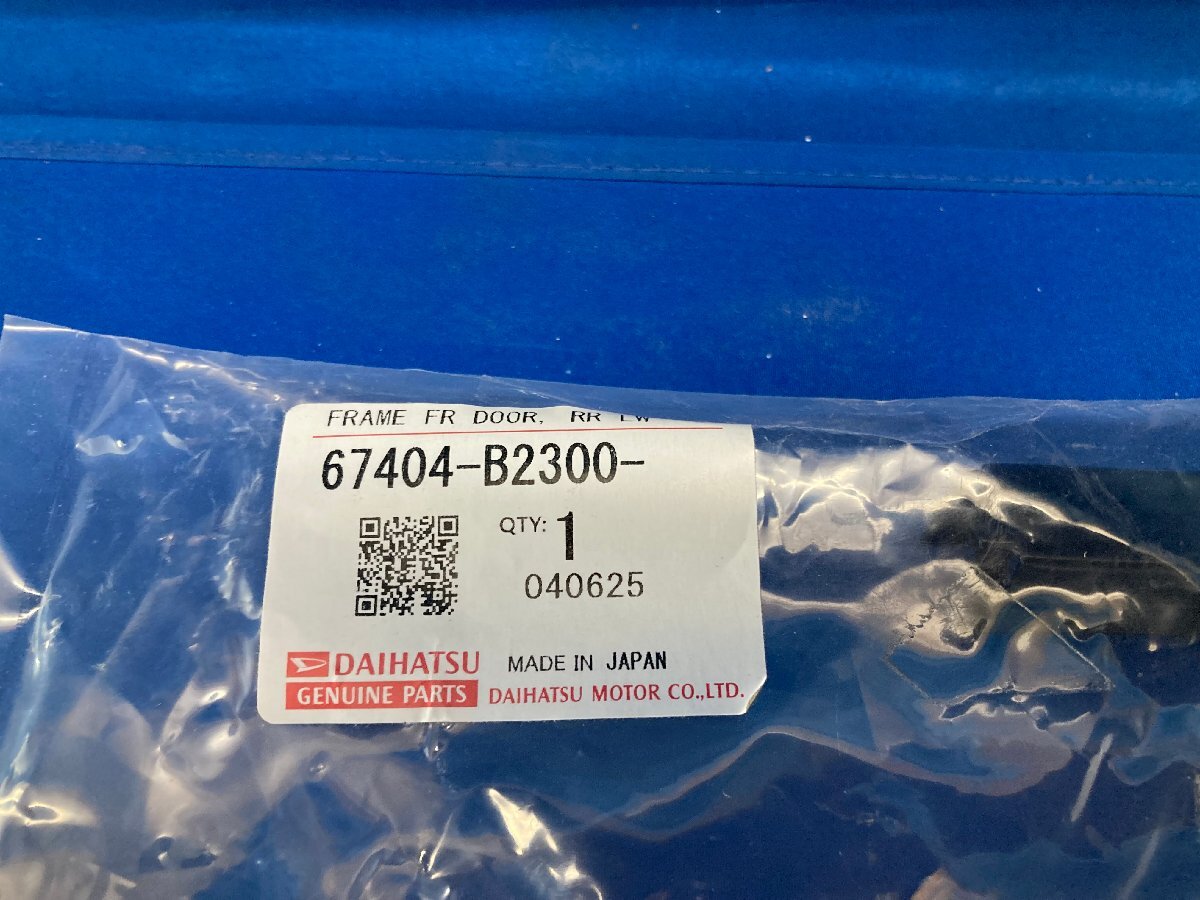 FRAME FR DOOR, RR LW
67404-B2300-
QTY: 1
040625
DAIHATSU MADE IN JAPAN
GENUINE PARTS DAIHATSU MOTOR CO.,LTD.